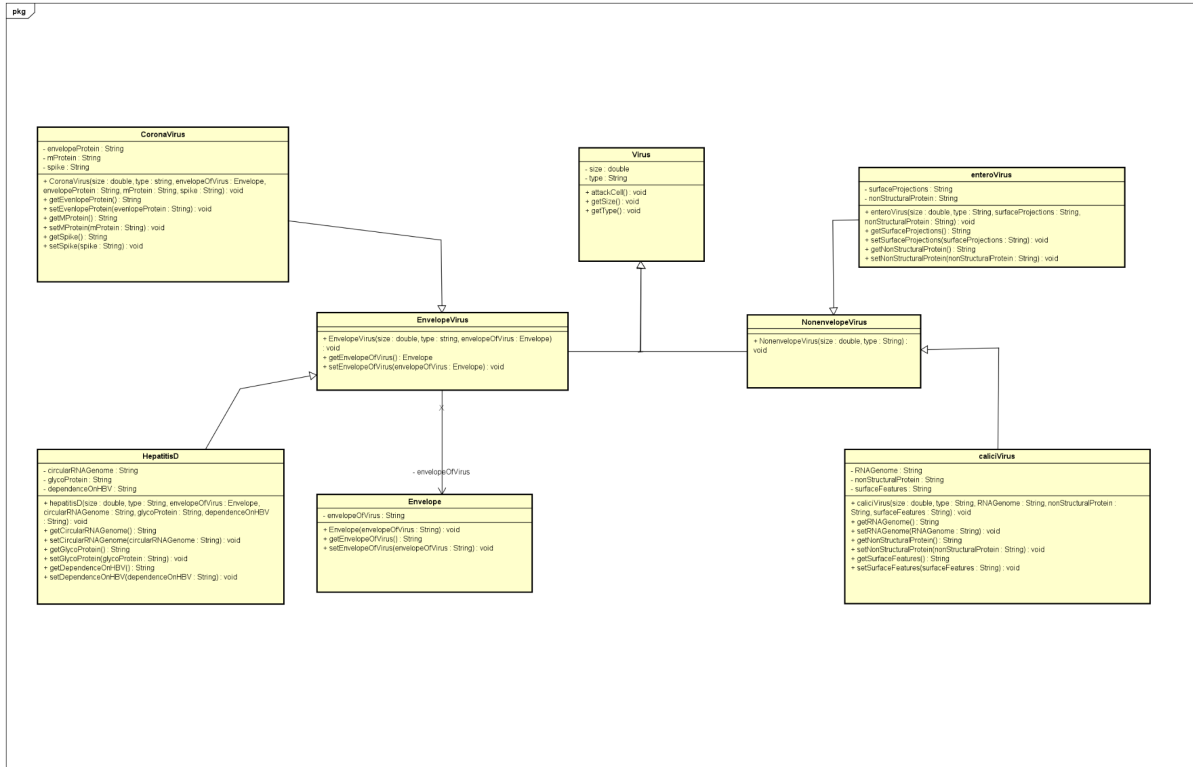 pkg
CoronaVirus
- envelopeProtein : String
- mProtein : String
- spike : String
+ CoronaVirus(size : double, type : string, envelopeOfVirus : Envelope,
envelopeProtein : String, mProtein : String, spike : String) : void
+ getEvenlopeProtein() : String
+ setEvenlopeProtein(evenlopeProtein : String) : void
+ getMProtein() : String
+ setMProtein(mProtein : String) : void
+ getSpike() : String
+ setSpike(spike : String) : void
Virus
- size : double
- type : String
+ attackCell() : void
+ getSize() : void
+ getType() : void
enteroVirus
- surfaceProjections : String
- nonStructuralProtein : String
+ enteroVirus(size : double, type : String, surfaceProjections : String,
nonStructuralProtein : String) : void
+ getSurfaceProjections() : String
+ setSurfaceProjections(surfaceProjections : String) : void
+ getNonStructuralProtein() : String
+ setNonStructuralProtein(nonStructuralProtein : String) : void
EnvelopeVirus
+ EnvelopeVirus(size : double, type : string, envelopeOfVirus : Envelope)
: void
+ getEnvelopeOfVirus() : Envelope
+ setEnvelopeOfVirus(envelopeOfVirus : Envelope) : void
NonenvelopeVirus
+ NonenvelopeVirus(size : double, type : String) :
void
HepatitisD
- circularRNAGenome : String
- glycoProtein : String
- dependenceOnHBV : String
+ hepatitisD(size : double, type : String, envelopeOfVirus : Envelope,
circularRNAGenome : String, glycoProtein : String, dependenceOnHBV
: String) : void
+ getCircularRNAGenome() : String
+ setCircularRNAGenome(circularRNAGenome : String) : void
+ getGlycoProtein() : String
+ setGlycoProtein(glycoProtein : String) : void
+ getDependenceOnHBV() : String
+ setDependenceOnHBV(dependenceOnHBV : String) : void
- envelopeOfVirus
Envelope
- envelopeOfVirus : String
+ Envelope(envelopeOfVirus : String) : void
+ getEnvelopeOfVirus() : String
+ setEnvelopeOfVirus(envelopeOfVirus : String) : void
caliciVirus
- RNAGenome : String
- nonStructuralProtein : String
- surfaceFeatures : String
+ caliciVirus(size : double, type : String, RNAGenome : String, nonStructuralProtein :
String, surfaceFeatures : String) : void
+ getRNAGenome() : String
+ setRNAGenome(RNAGenome : String) : void
+ getNonStructuralProtein() : String
+ setNonStructuralProtein(nonStructuralProtein : String) : void
+ getSurfaceFeatures() : String
+ setSurfaceFeatures(surfaceFeatures : String) : void